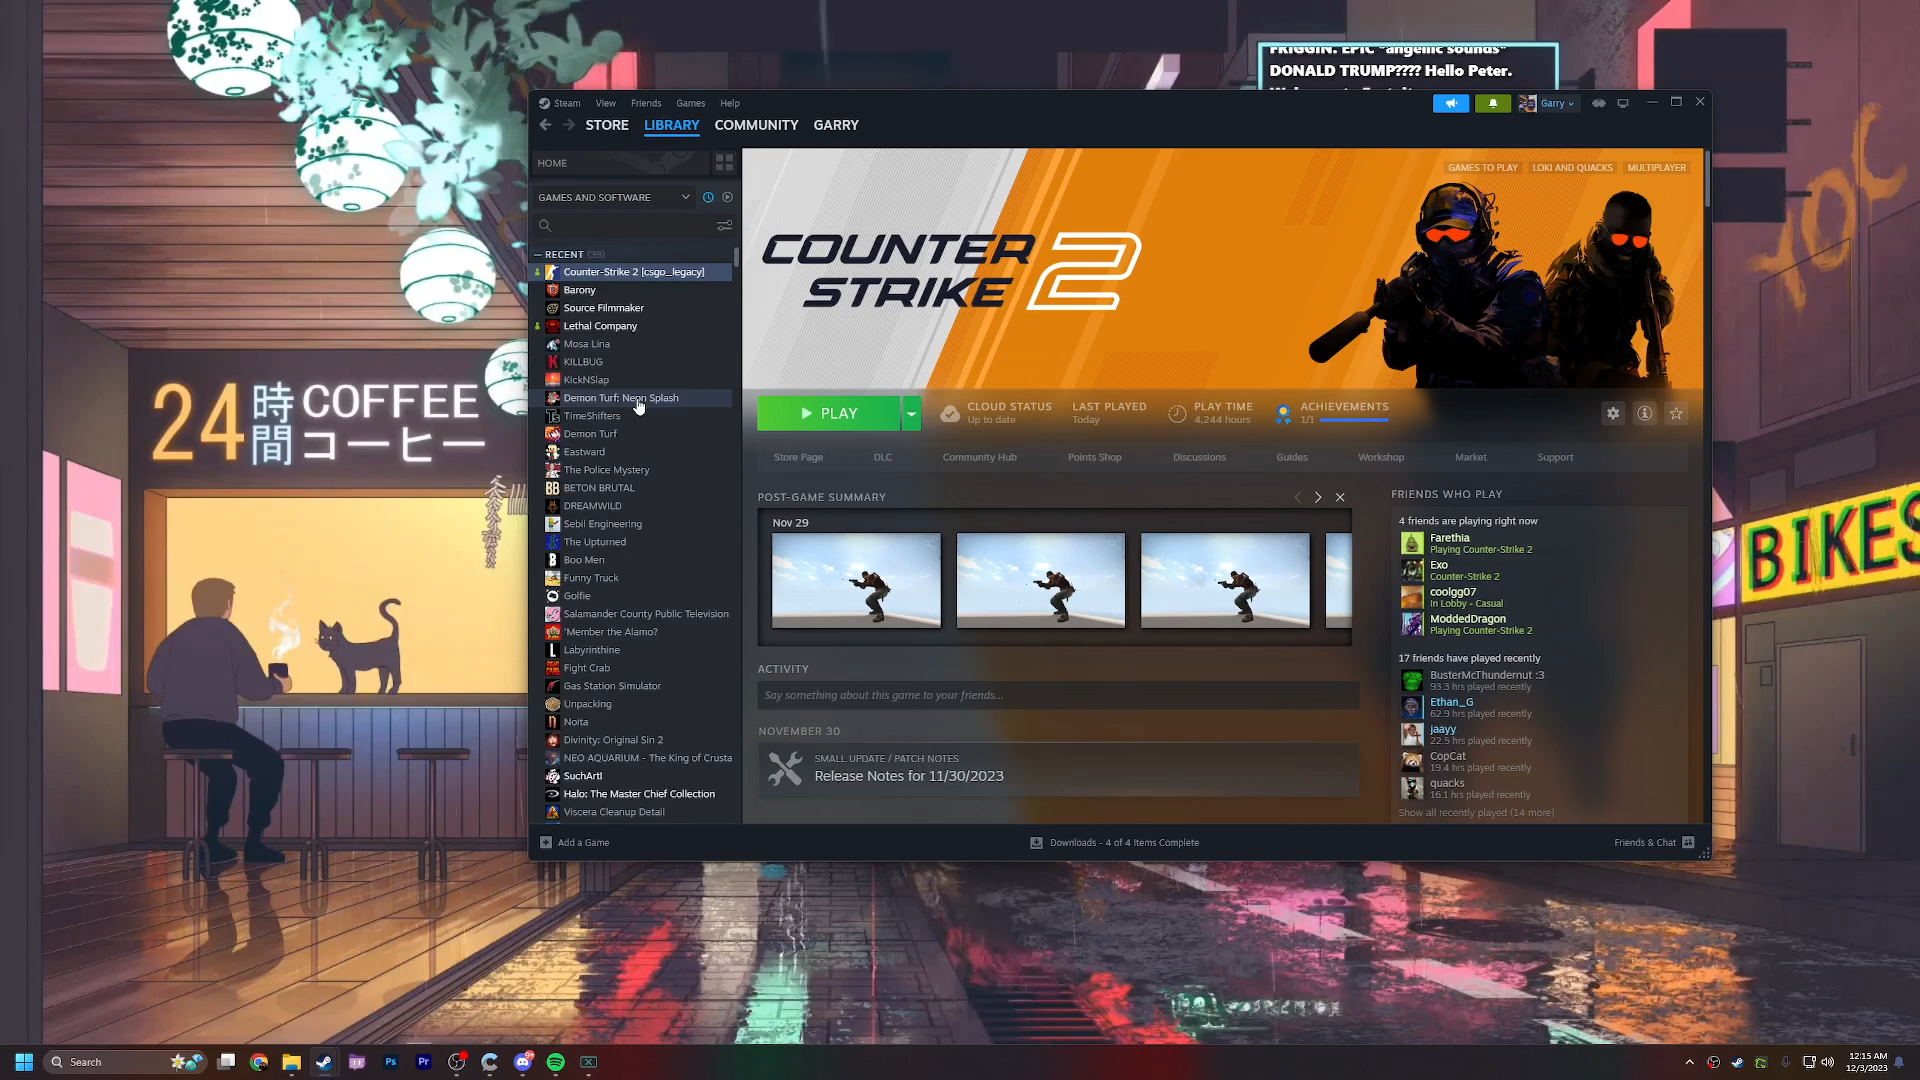 FRIGGIN. EPIC *angelic sounds*
DONALD TRUMP???? Hello Peter.
Steam View Friends Games Help
Garry
STORE LIBRARY COMMUNITY GARRY
HOME
GAMES AND SOFTWARE
RECENT (39)
Counter-Strike 2 [csgo_legacy]
Barony
Source Filmmaker
Lethal Company
Mosa Lina
KILLBUG
KickNSlap
Demon Turf: Neon Splash
TimeShifters
Demon Turf
Eastward
The Police Mystery
BETON BRUTAL
DREAMWILD
Sebil Engineering
The Upturned
Boo Men
Funny Truck
Golfie
Salamander County Public Television
'Member the Alamo?
Labyrinthine
Fight Crab
Gas Station Simulator
Unpacking
Noita
Divinity: Original Sin 2
NEO AQUARIUM - The King of Crusta
SuchArt!
Halo: The Master Chief Collection
Viscera Cleanup Detail
GAMES TO PLAY LOKI AND QUACKS MULTIPLAYER
COUNTER
STRIKE 2
PLAY
CLOUD STATUS
Up to date
LAST PLAYED
Today
PLAY TIME
4,244 hours
ACHIEVEMENTS
1/1
Store Page DLC Community Hub Points Shop Discussions Guides Workshop Market Support
POST-GAME SUMMARY
Nov 29
ACTIVITY
Say something about this game to your friends...
NOVEMBER 30
SMALL UPDATE / PATCH NOTES
Release Notes for 11/30/2023
FRIENDS WHO PLAY
4 friends are playing right now
Farethia
Playing Counter-Strike 2
Exo
Counter-Strike 2
coolgg07
In Lobby - Casual
ModdedDragon
Playing Counter-Strike 2
17 friends have played recently
BusterMcThundernut :3
93.3 hrs played recently
Ethan_G
62.9 hrs played recently
jaayy
22.5 hrs played recently
CopCat
19.4 hrs played recently
quacks
16.1 hrs played recently
Show all recently played (14 more)
Add a Game
Downloads - 4 of 4 Items Complete
Friends & Chat
24時間 COFFEE
コーヒー
BIKES
Search
Ps
Pr
12:15 AM
12/3/2023